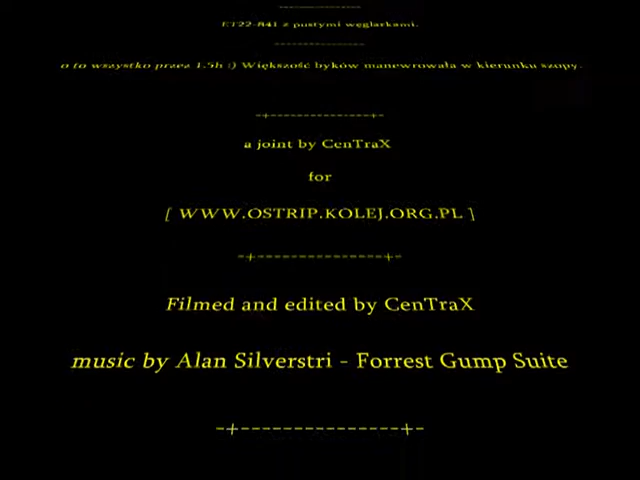 -----------------
ET22-841 z pustymi węglarkami.
-----------------
o to wszystko przez 1.5h :) Większość byków manewrowała w kierunku szopy.
-+----------------+-
a joint by CenTraX
for
[ WWW.OSTRIP.KOLEJ.ORG.PL ]
-+----------------+-
Filmed and edited by CenTraX
music by Alan Silverstri - Forrest Gump Suite
-+----------------+-